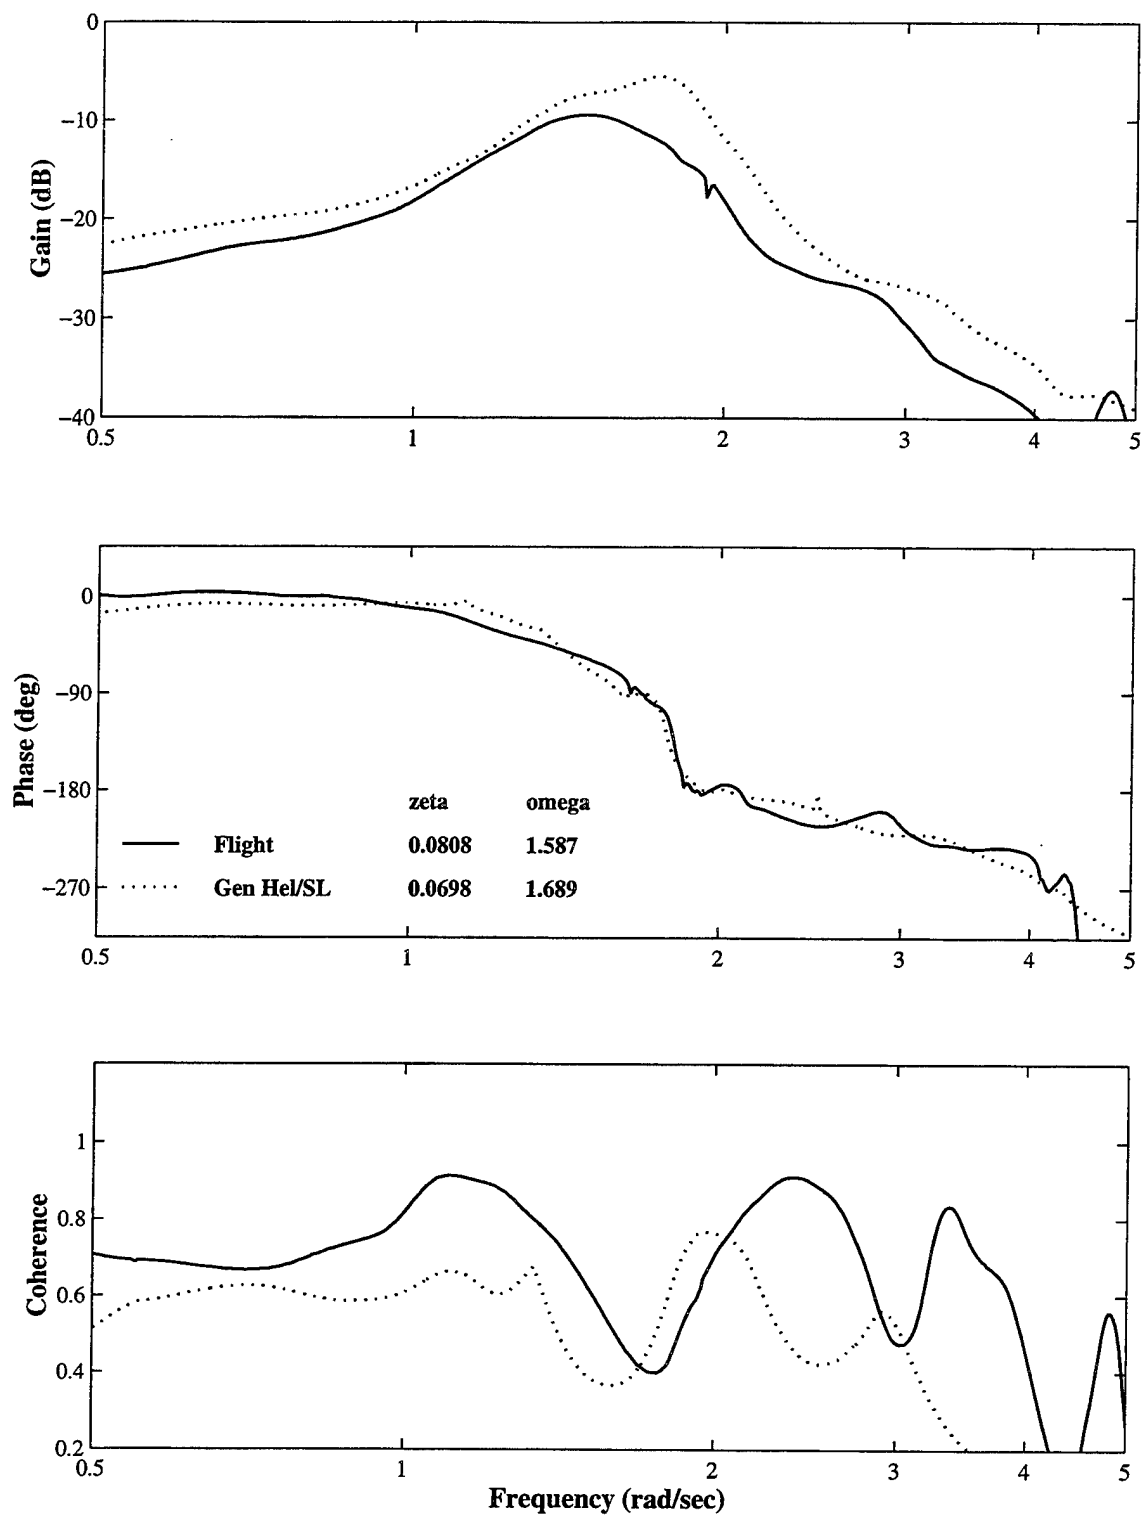 0
−10
−20
−30
−40
Gain (dB)
0.5 1 2 3 4 5
0
−90
−180
−270
Phase (deg)
zeta omega
Flight 0.0808 1.587
Gen Hel/SL 0.0698 1.689
0.5 1 2 3 4 5
1
0.8
0.6
0.4
0.2
Coherence
0.5 1 2 3 4 5
Frequency (rad/sec)